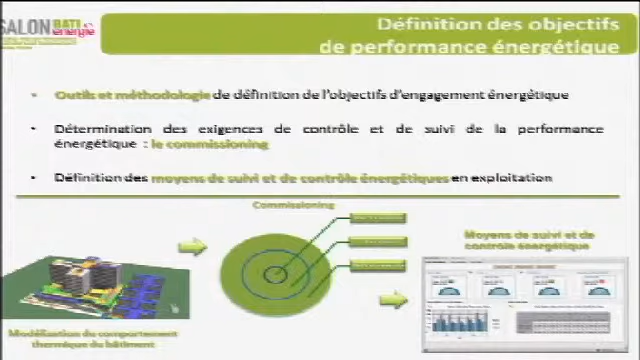 SALON BATI
énergie
Définition des objectifs
de performance énergétique
• Outils et méthodologie de définition de l'objectifs d'engagement énergétique
• Détermination des exigences de contrôle et de suivi de la performance
énergétique : le commissioning
• Définition des moyens de suivi et de contrôle énergétiques en exploitation
Commissioning
Moyens de suivi et de
contrôle énergétique
Modélisation du comportement
thermique du bâtiment